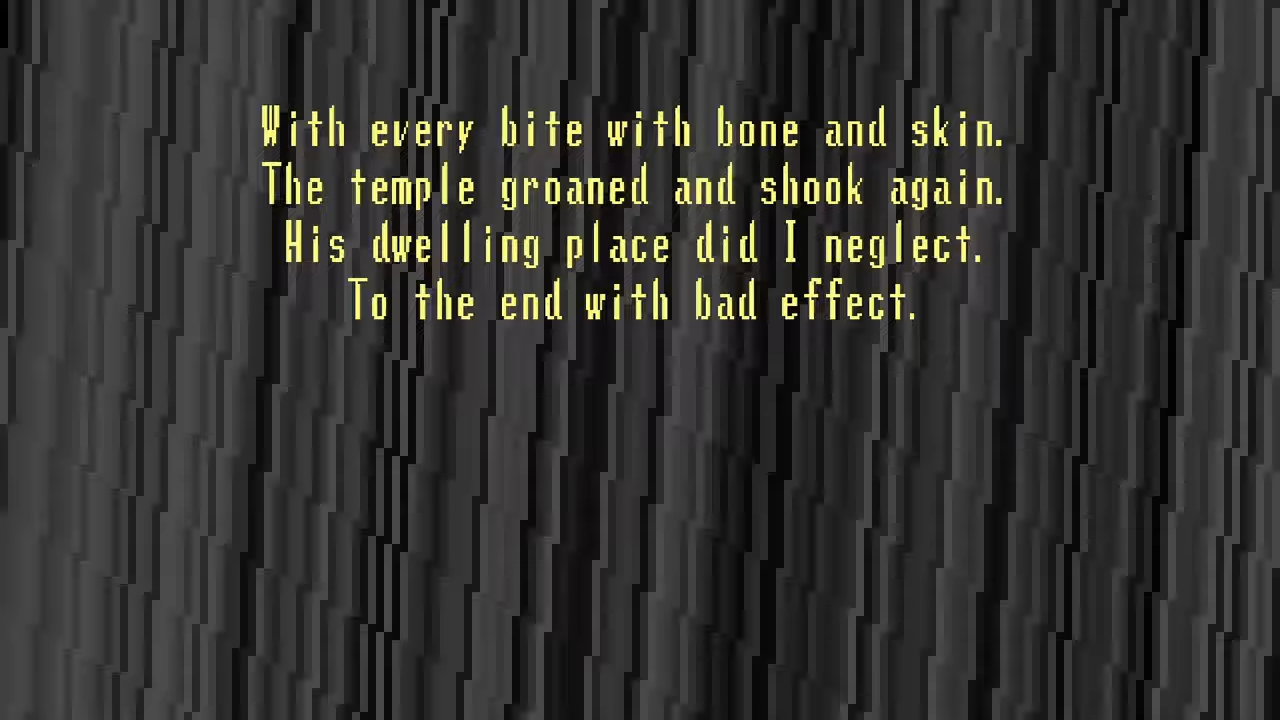 With every bite with bone and skin.
The temple groaned and shook again.
His dwelling place did I neglect.
To the end with bad effect.